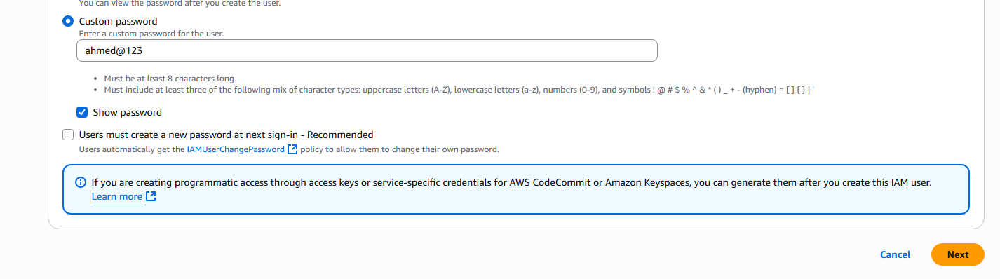 You can view the password after you create the user.
Custom password
Enter a custom password for the user.
ahmed@123
• Must be at least 8 characters long
• Must include at least three of the following mix of character types: uppercase letters (A-Z), lowercase letters (a-z), numbers (0-9), and symbols ! @ # $ % ^ & * ( ) _ + - (hyphen) = [ ] { } | '
Show password
Users must create a new password at next sign-in - Recommended
Users automatically get the IAMUserChangePassword policy to allow them to change their own password.
If you are creating programmatic access through access keys or service-specific credentials for AWS CodeCommit or Amazon Keyspaces, you can generate them after you create this IAM user.
Learn more
Cancel Next